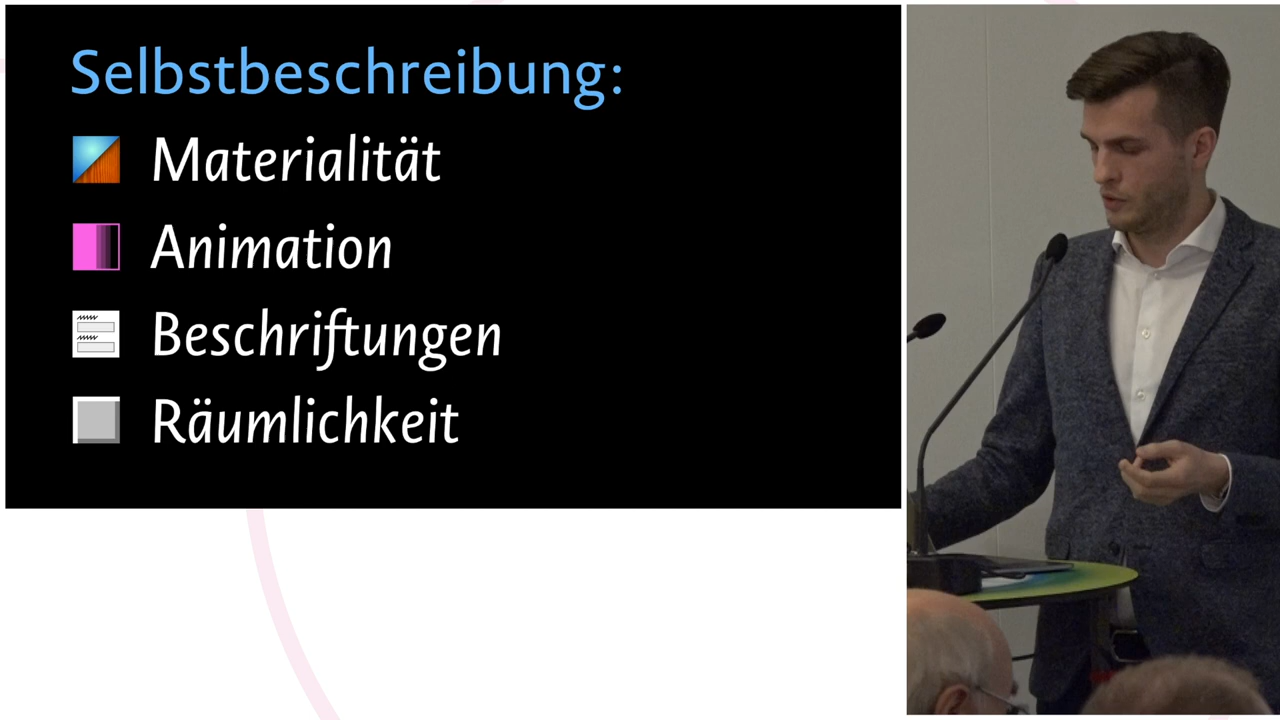 Selbstbeschreibung:
Materialität
Animation
Beschriftungen
Räumlichkeit